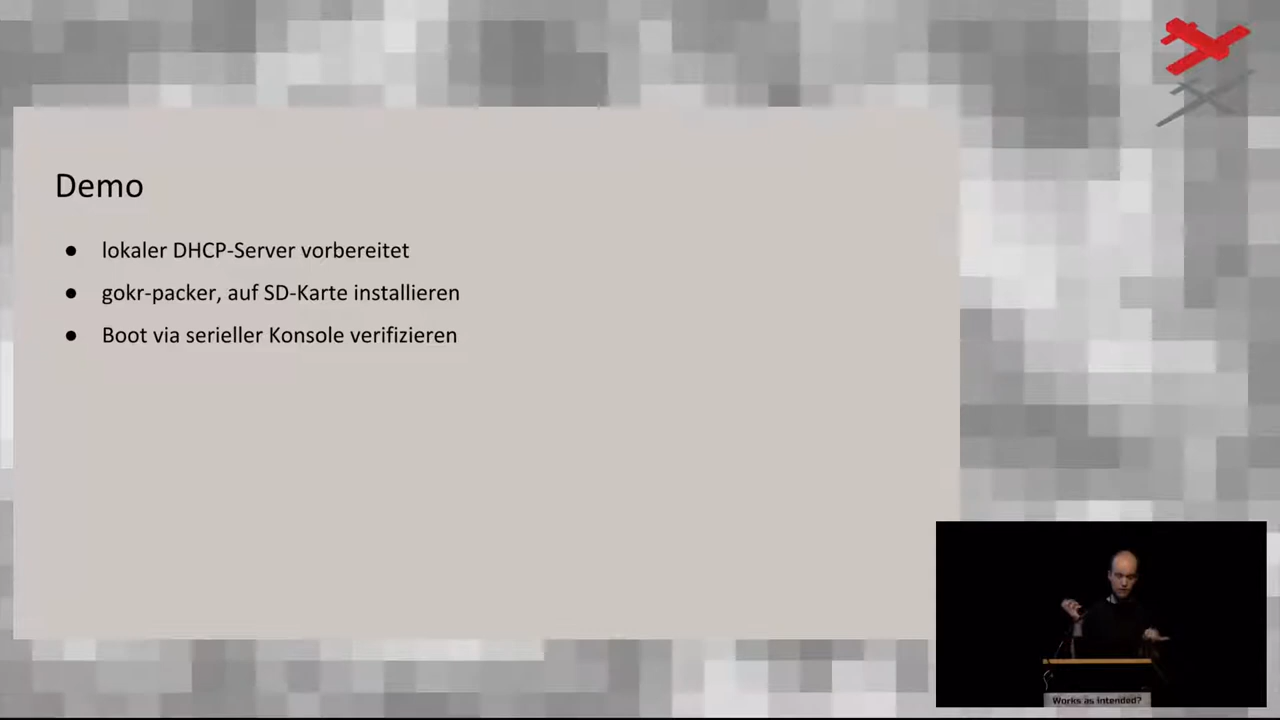 Demo
● lokaler DHCP-Server vorbereitet
● gokr-packer, auf SD-Karte installieren
● Boot via serieller Konsole verifizieren
Works as intended?